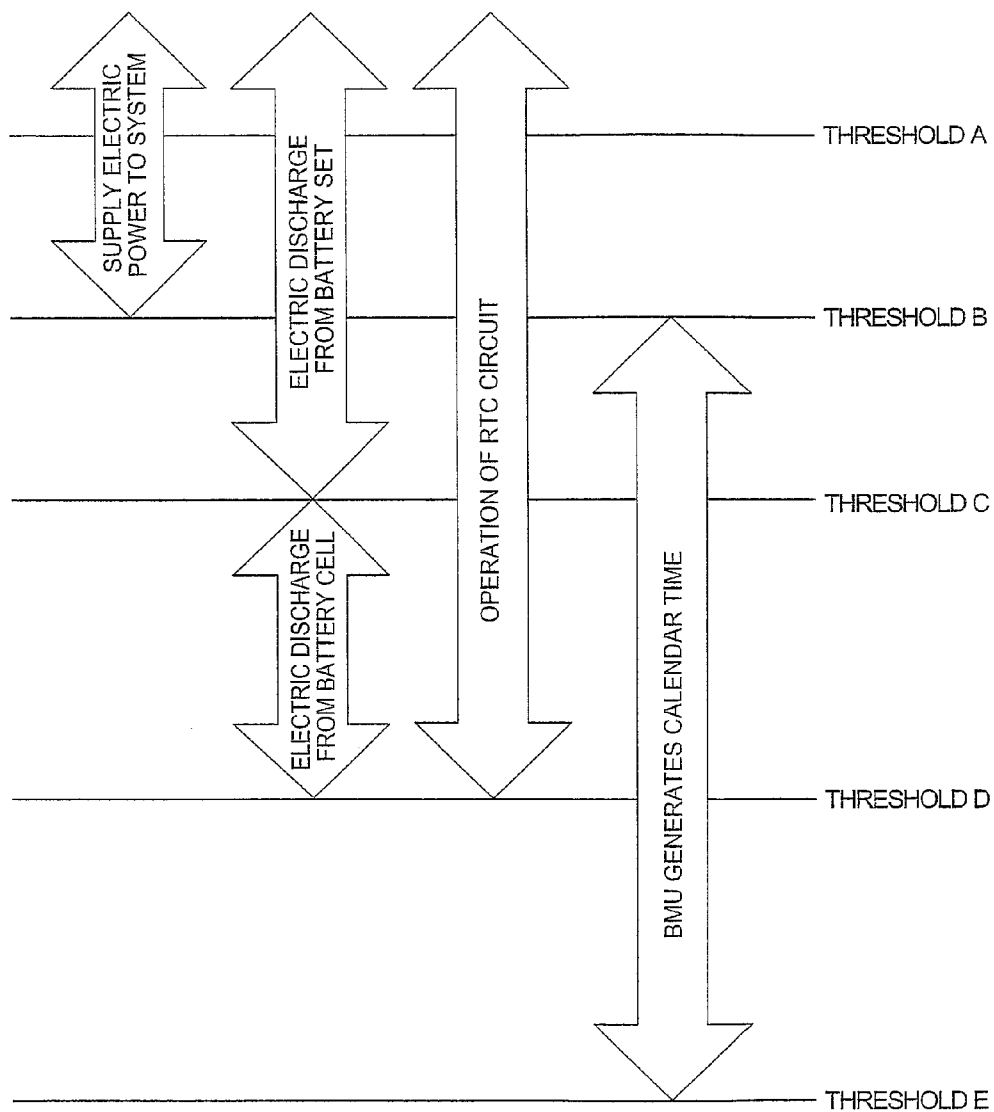 SUPPLY ELECTRIC
POWER TO SYSTEM
ELECTRIC DISCHARGE
FROM BATTERY SET
ELECTRIC DISCHARGE
FROM BATTERY CELL
OPERATION OF RTC CIRCUIT
BMU GENERATES CALENDAR TIME
THRESHOLD A
THRESHOLD B
THRESHOLD C
THRESHOLD D
THRESHOLD E